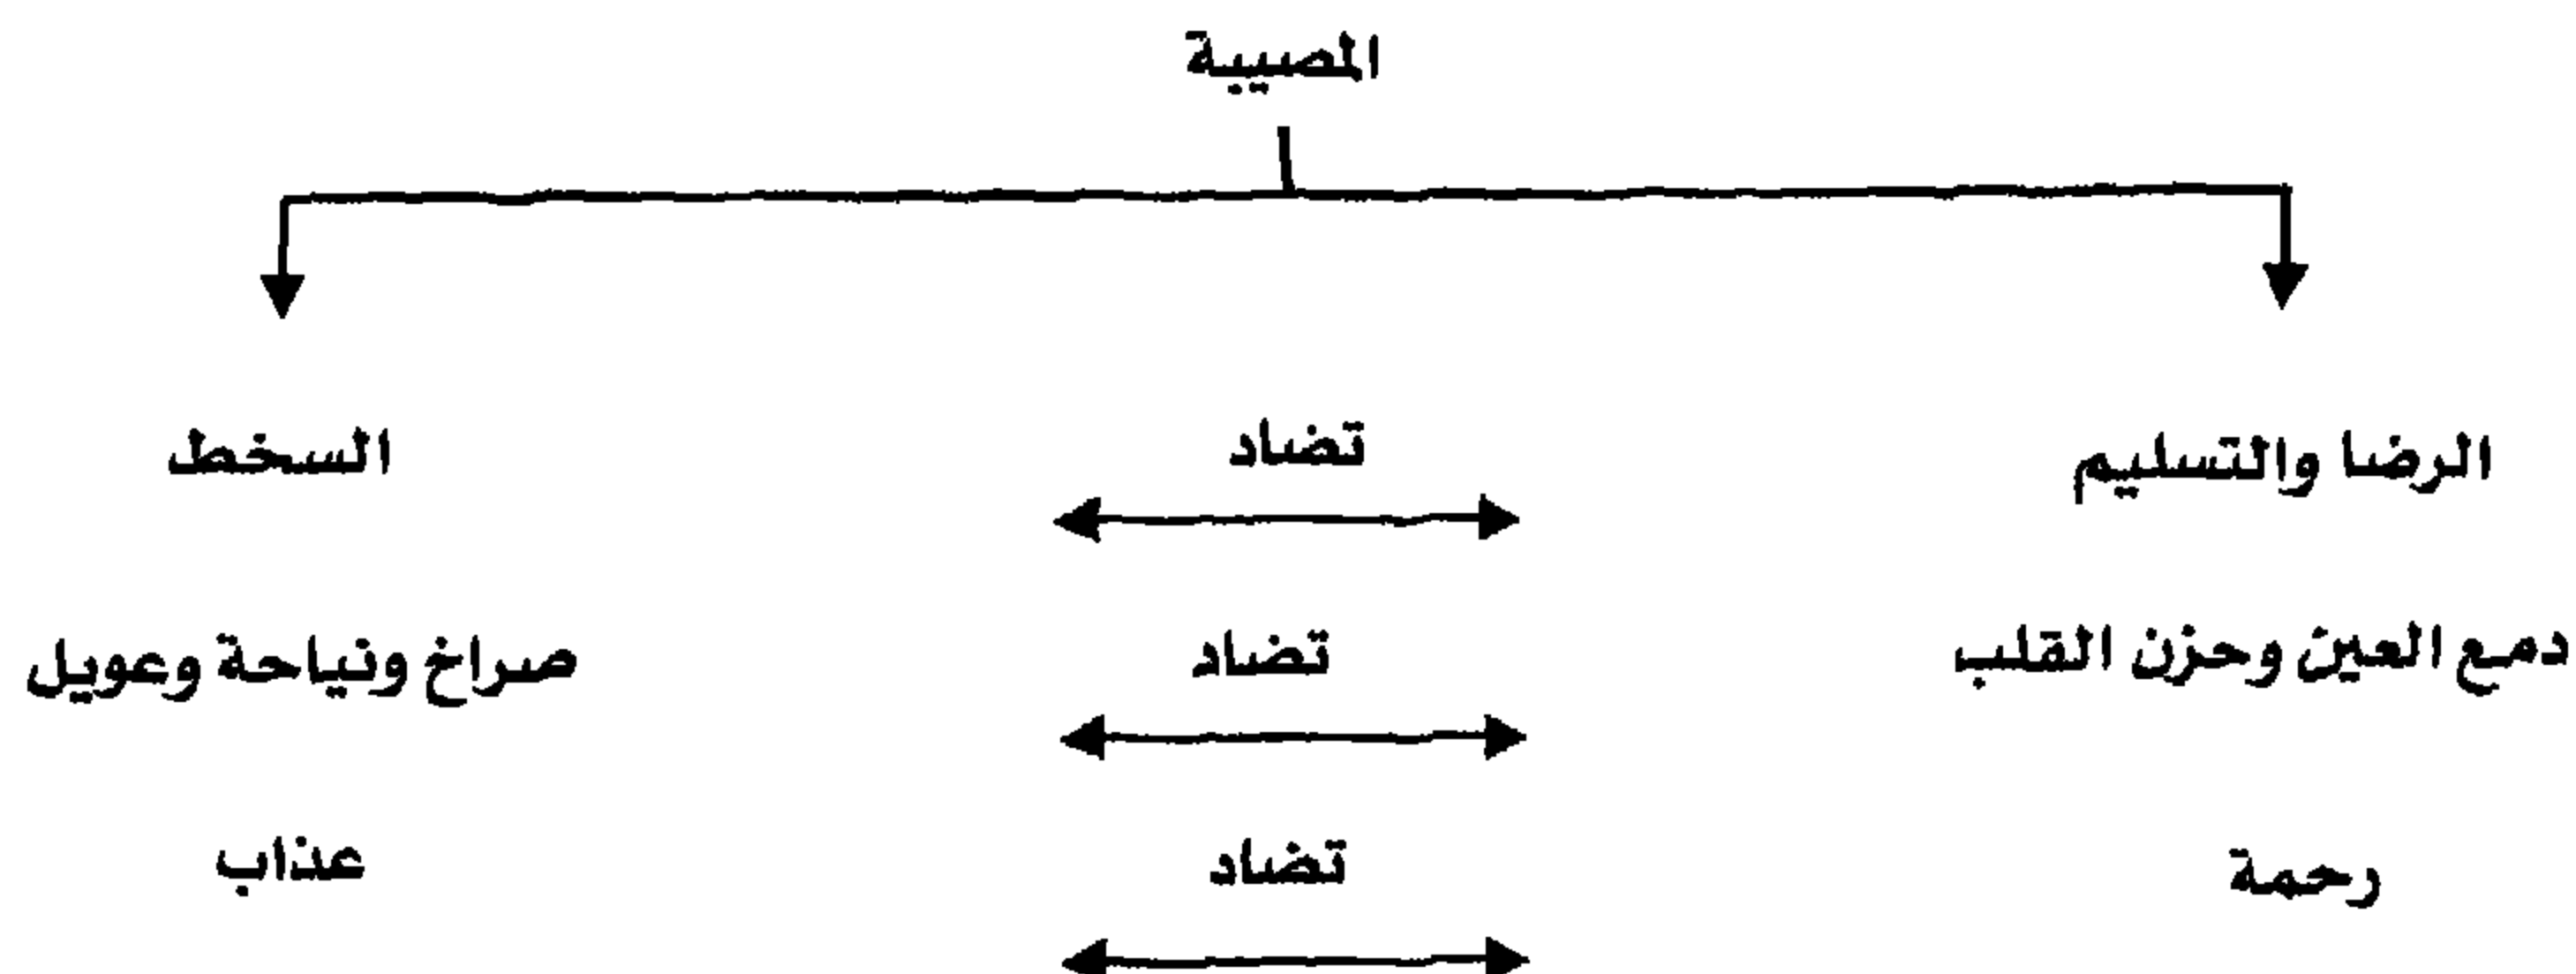 المصيبة
الرضا والتسليم تضاد السخط
دمع العين وحزن القلب تضاد صراخ ونياحة وعويل
رحمة تضاد عذاب